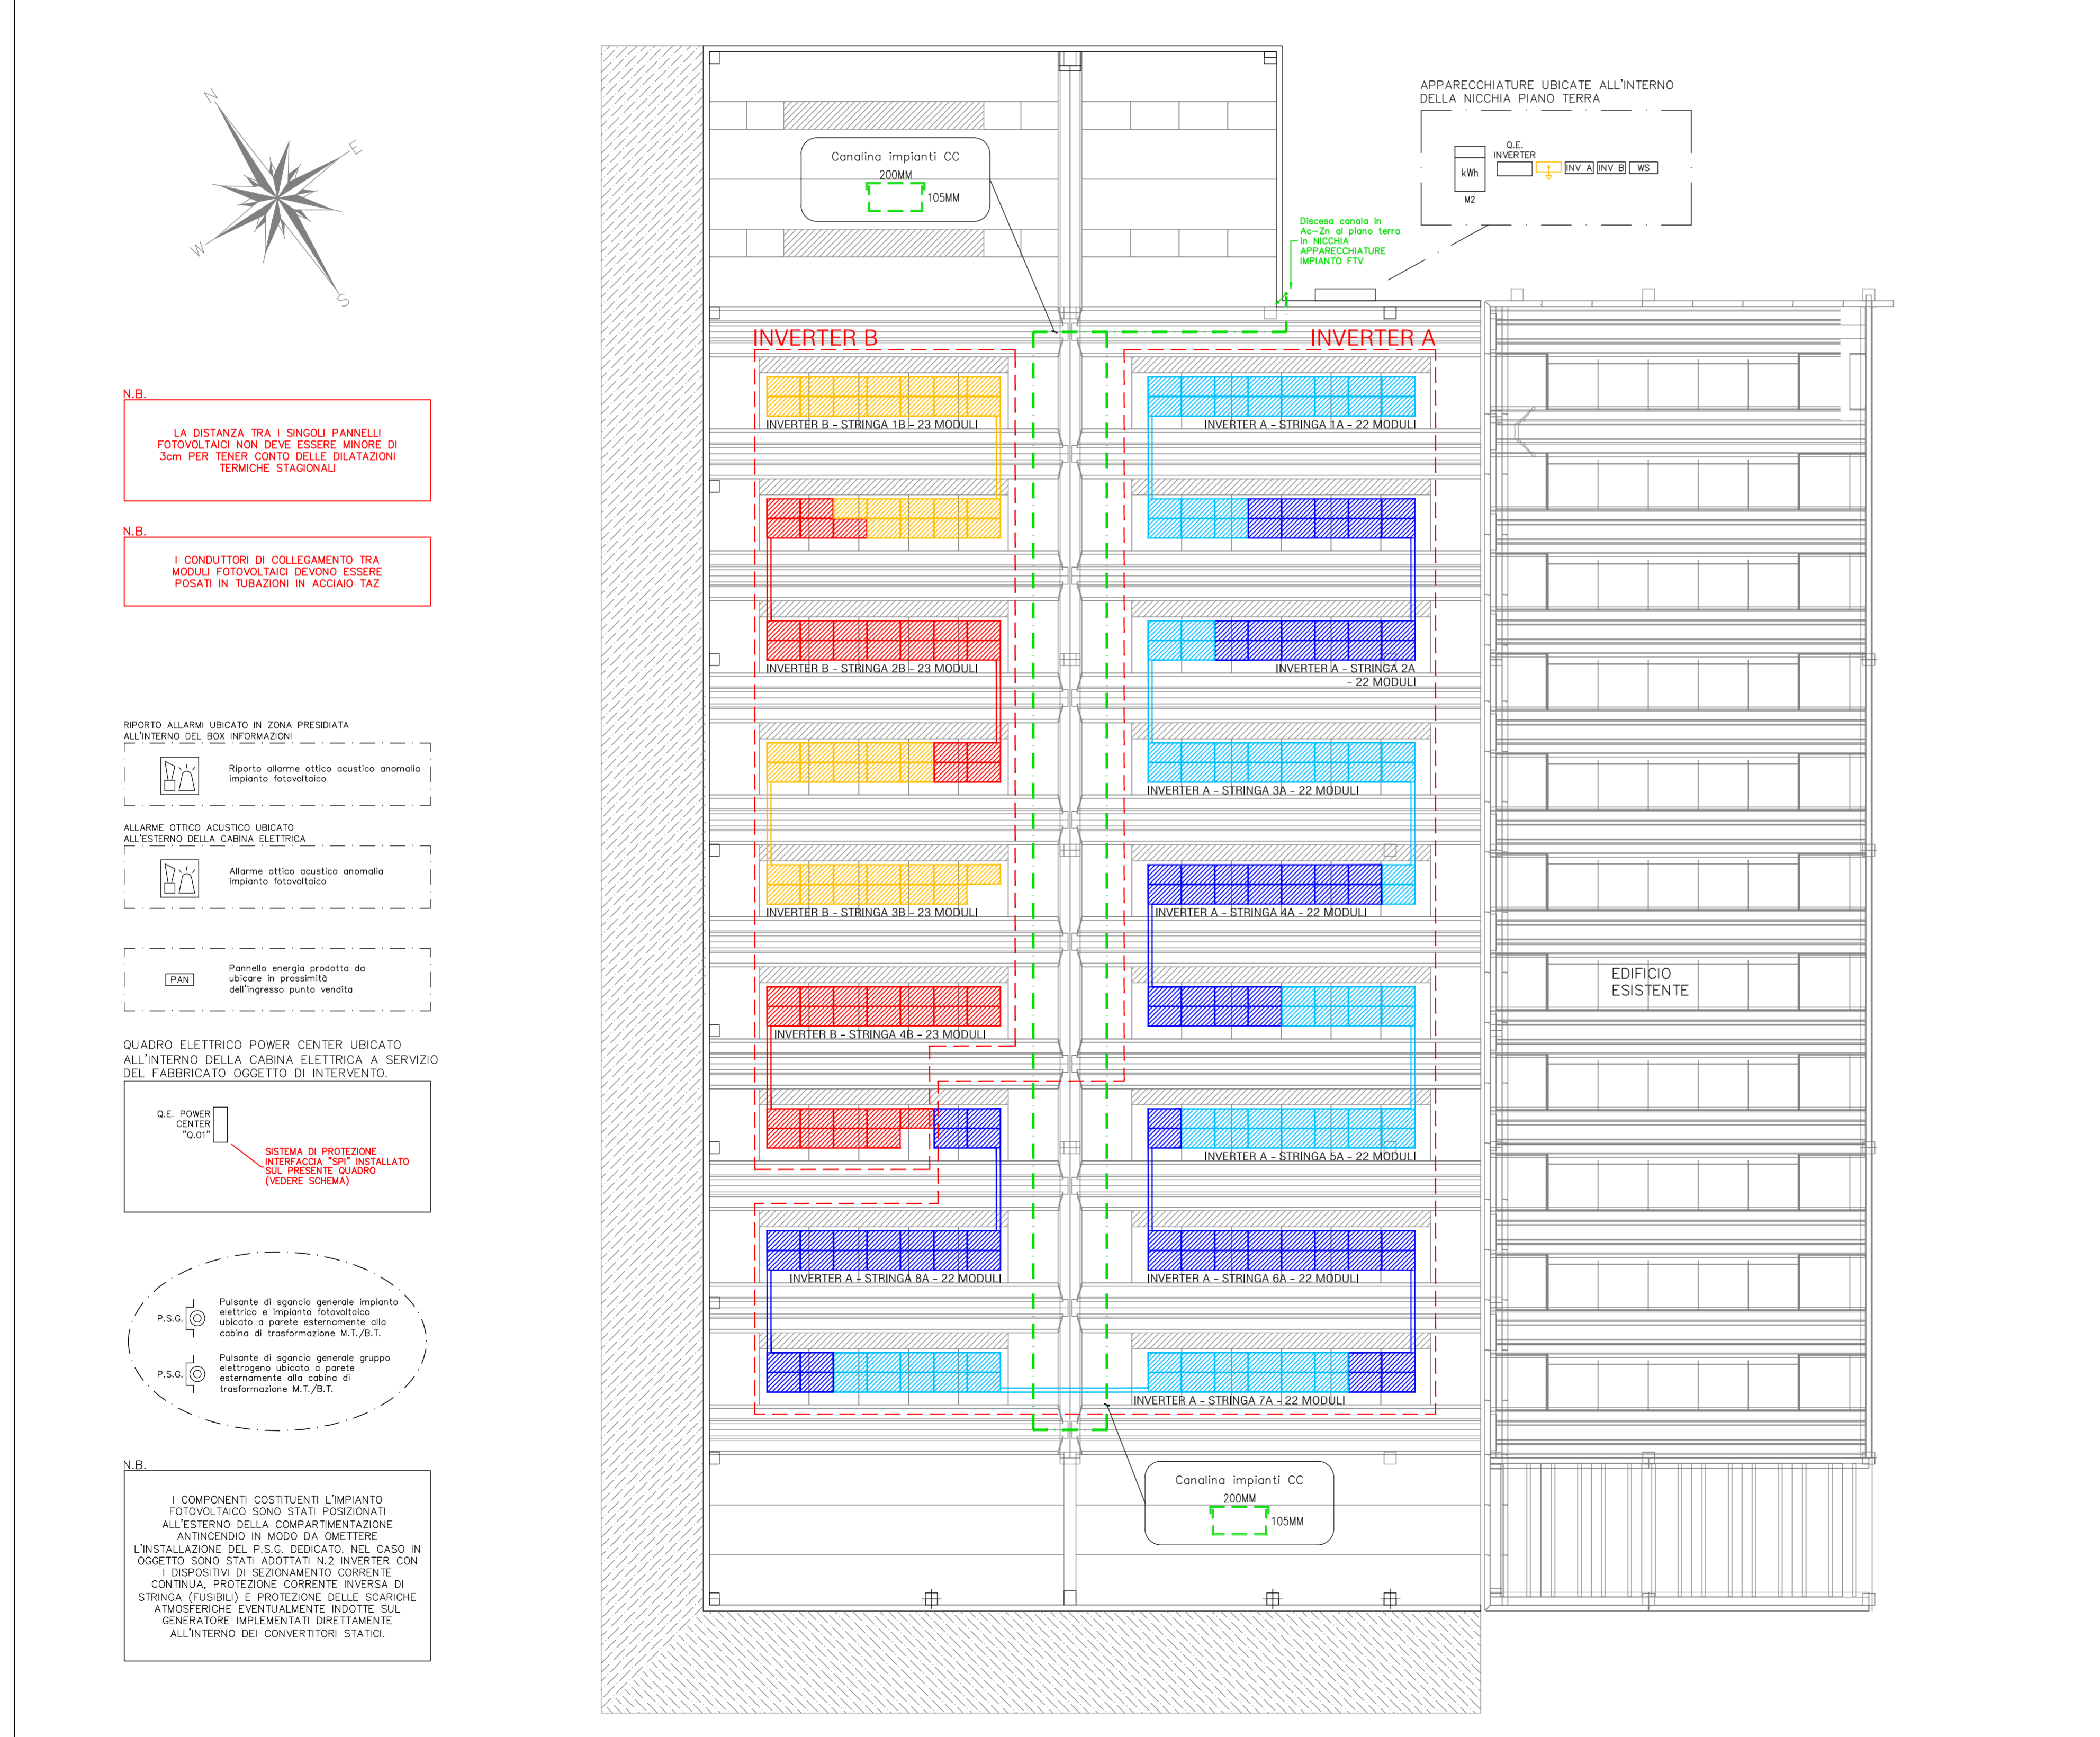 N
E
W
S
N.B.
LA DISTANZA TRA I SINGOLI PANNELLI
FOTOVOLTAICI NON DEVE ESSERE MINORE DI
3cm PER TENER CONTO DELLE DILATAZIONI
TERMICHE STAGIONALI
N.B.
I CONDUTTORI DI COLLEGAMENTO TRA
MODULI FOTOVOLTAICI DEVONO ESSERE
POSATI IN TUBAZIONI IN ACCIAIO TAZ
RIPORTO ALLARMI UBICATO IN ZONA PRESIDIATA
ALL'INTERNO DEL BOX INFORMAZIONI
Riporto allarme ottico acustico anomalia
impianto fotovoltaico
ALLARME OTTICO ACUSTICO UBICATO
ALL'ESTERNO DELLA CABINA ELETTRICA
Allarme ottico acustico anomalia
impianto fotovoltaico
PAN
Pannello energia prodotta da
ubicare in prossimità
dell'ingresso punto vendita
QUADRO ELETTRICO POWER CENTER UBICATO
ALL'INTERNO DELLA CABINA ELETTRICA A SERVIZIO
DEL FABBRICATO OGGETTO DI INTERVENTO.
Q.E. POWER
CENTER
"Q.01"
SISTEMA DI PROTEZIONE
INTERFACCIA "SPI" INSTALLATO
SUL PRESENTE QUADRO
(VEDERE SCHEMA)
P.S.G.
Pulsante di sgancio generale impianto
elettrico e impianto fotovoltaico
ubicato a parete esternamente alla
cabina di trasformazione M.T./B.T.
P.S.G.
Pulsante di sgancio generale gruppo
elettrogeno ubicato a parete
esternamente alla cabina di
trasformazione M.T./B.T.
N.B.
I COMPONENTI COSTITUENTI L'IMPIANTO
FOTOVOLTAICO SONO STATI POSIZIONATI
ALL'ESTERNO DELLA COMPARTIMENTAZIONE
ANTINCENDIO IN MODO DA OMETTERE
L'INSTALLAZIONE DEL P.S.G. DEDICATO. NEL CASO IN
OGGETTO SONO STATI ADOTTATI N.2 INVERTER CON
I DISPOSITIVI DI SEZIONAMENTO CORRENTE
CONTINUA, PROTEZIONE CORRENTE INVERSA DI
STRINGA (FUSIBILI) E PROTEZIONE DELLE SCARICHE
ATMOSFERICHE EVENTUALMENTE INDOTTE SUL
GENERATORE IMPLEMENTATI DIRETTAMENTE
ALL'INTERNO DEI CONVERTITORI STATICI.
Canalina impianti CC
200MM
105MM
APPARECCHIATURE UBICATE ALL'INTERNO
DELLA NICCHIA PIANO TERRA
kWh
M2
Q.E.
INVERTER
INV A
INV B
WS
Discesa canala in
Ac-Zn al piano terra
in NICCHIA
APPARECCHIATURE
IMPIANTO FTV
INVERTER B
INVERTER A
INVERTER B - STRINGA 1B - 23 MODULI
INVERTER A - STRINGA 1A - 22 MODULI
INVERTER B - STRINGA 2B - 23 MODULI
INVERTER A - STRINGA 2A
- 22 MODULI
INVERTER A - STRINGA 3A - 22 MODULI
INVERTER B - STRINGA 3B - 23 MODULI
INVERTER A - STRINGA 4A - 22 MODULI
INVERTER B - STRINGA 4B - 23 MODULI
INVERTER A - STRINGA 5A - 22 MODULI
INVERTER A - STRINGA 8A - 22 MODULI
INVERTER A - STRINGA 6A - 22 MODULI
INVERTER A - STRINGA 7A - 22 MODULI
EDIFICIO
ESISTENTE
Canalina impianti CC
200MM
105MM